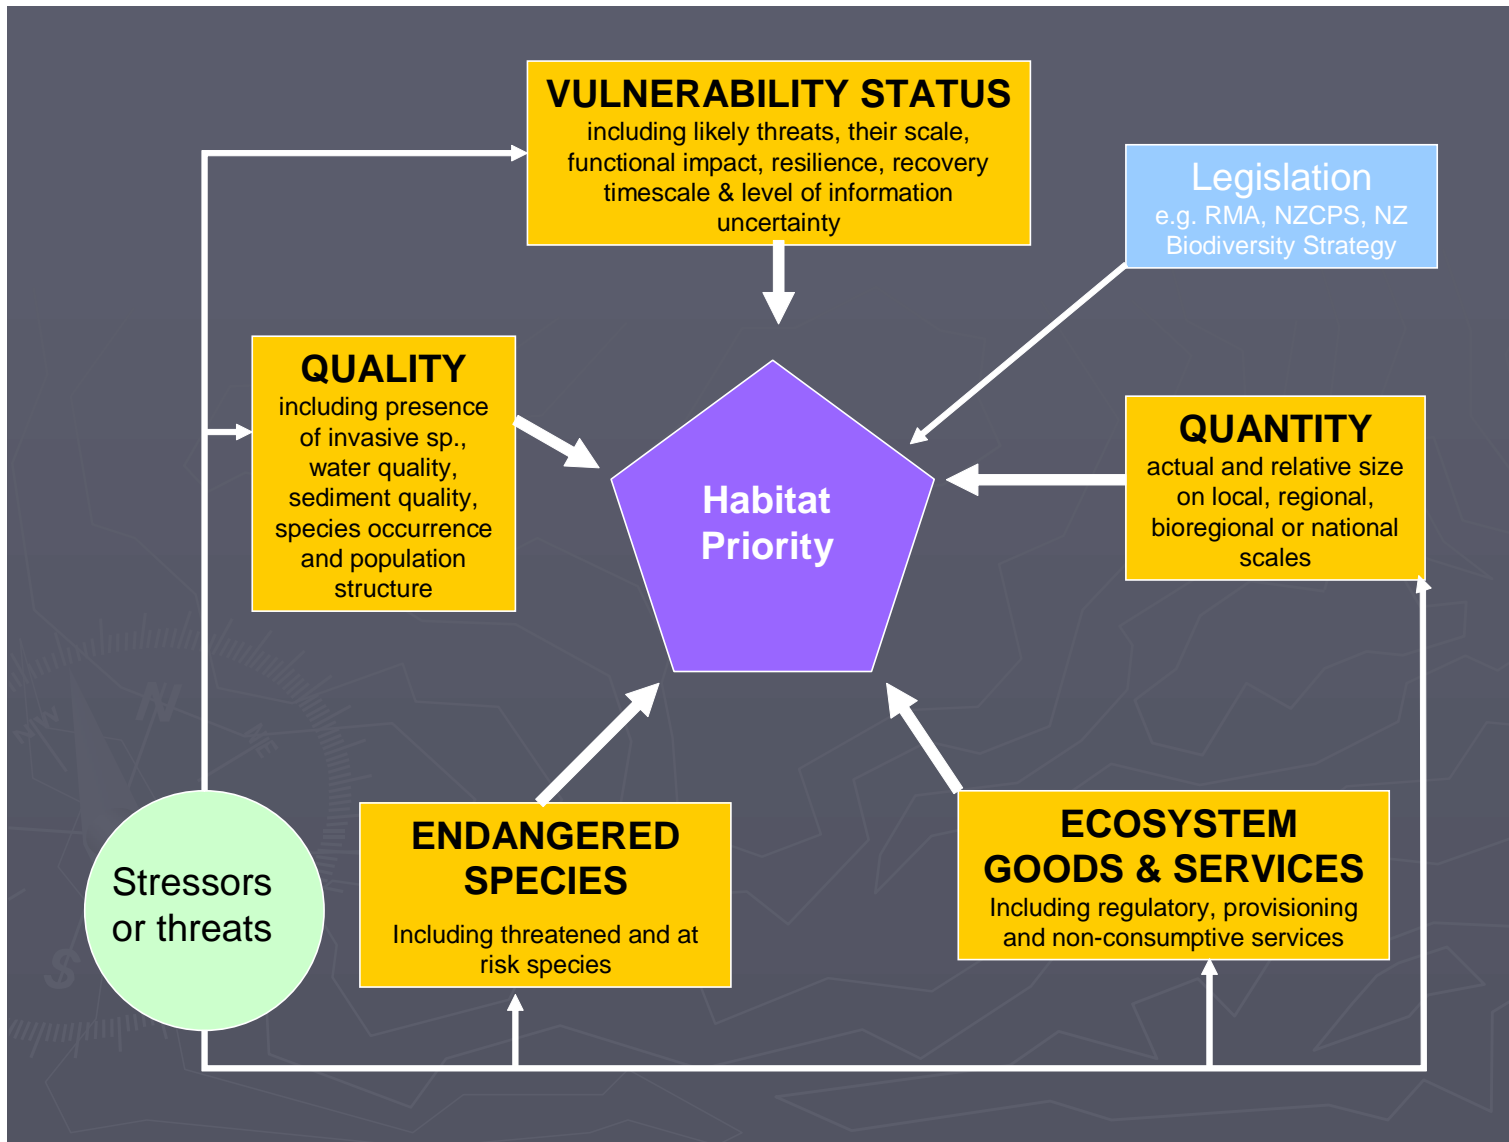 VULNERABILITY STATUS
including likely threats, their scale,
functional impact, resilience, recovery
timescale & level of information
uncertainty
Legislation
e.g. RMA, NZCPS, NZ
Biodiversity Strategy
QUALITY
including presence
of invasive sp.,
water quality,
sediment quality,
species occurrence
and population
structure
Habitat
Priority
QUANTITY
actual and relative size
on local, regional,
bioregional or national
scales
Stressors
or threats
ENDANGERED
SPECIES
Including threatened and at
risk species
ECOSYSTEM
GOODS & SERVICES
Including regulatory, provisioning
and non-consumptive services
NW
N
NE
S